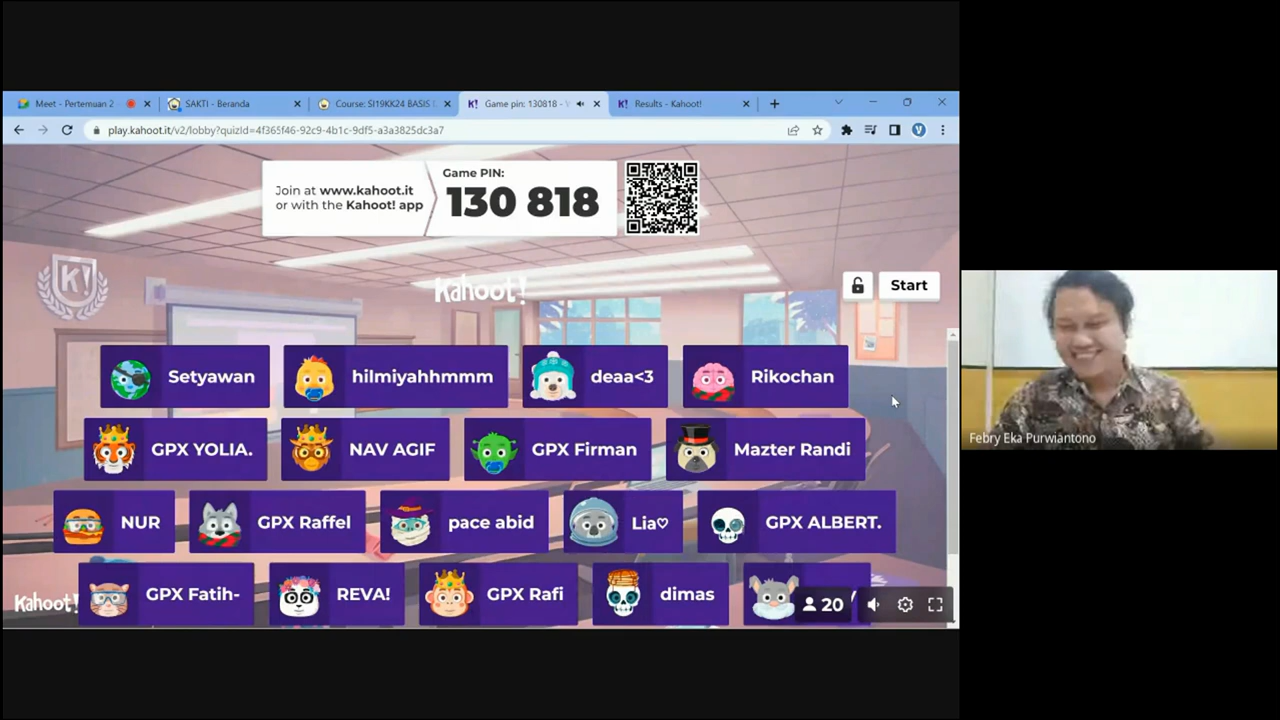 Meet - Pertemuan 2
SAKTI - Beranda
Course: SI19KK24 BASIS
Game pin: 130818 -
Results - Kahoot!
play.kahoot.it/v2/lobby?quizId=4f365f46-92c9-4b1c-9df5-a3a3825dc3a7
V
Join at www.kahoot.it
or with the Kahoot! app
Game PIN:
130 818
K!
Kahoot!
Start
Setyawan
hilmiyahhmmm
deaa<3
Rikochan
GPX YOLIA.
NAV AGIF
GPX Firman
Mazter Randi
NUR
GPX Raffel
pace abid
Lia♡
GPX ALBERT.
GPX Fatih-
REVA!
GPX Rafi
dimas
Kahoot!
20
Febry Eka Purwiantono